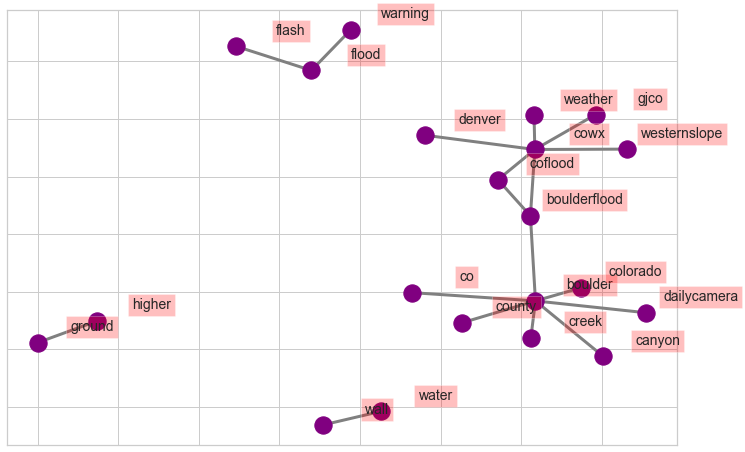 warning
flash
flood
weather
gjco
denver
cowx
westernslope
coflood
boulderflood
co
colorado
boulder
dailycamera
higher
county
ground
creek
canyon
water
wall